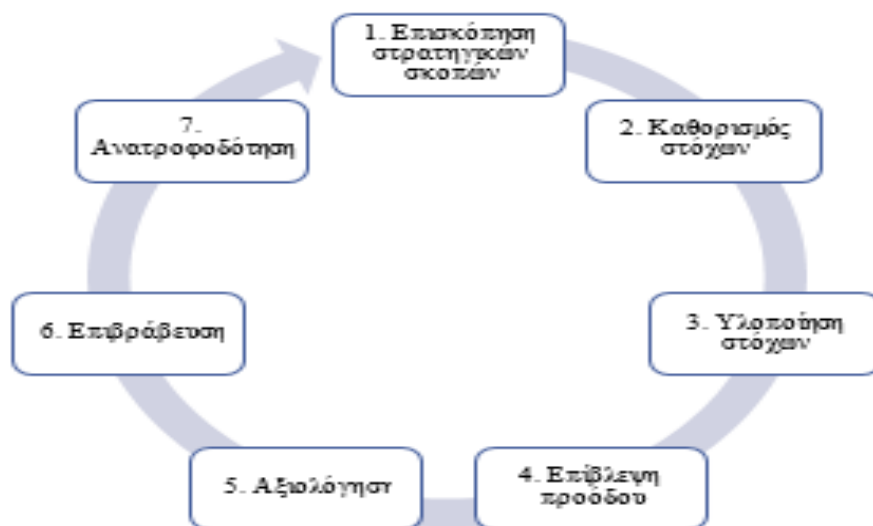 1. Επισκόπηση
στρατηγικών
σκοπών
2. Καθορισμός
στόχων
3. Υλοποίηση
στόχων
4. Επίβλεψη
προόδου
5. Αξιολόγηση
6. Επιβράβευση
7.
Ανατροφοδότηση